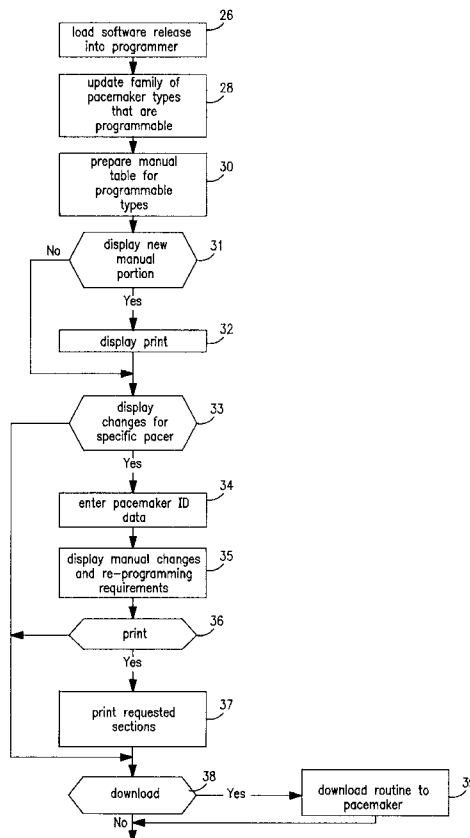 26
load software release
into programmer
28
update family of
pacemaker types
that are
programmable
30
prepare manual
table for
programmable
types
31
display new
manual
portion
No
Yes
32
display print
33
display
changes for
specific pacer
Yes
34
enter pacemaker ID
data
35
display manual changes
and re-programming
requirements
36
print
Yes
37
print requested
sections
38
download
Yes
download routine to
pacemaker
No